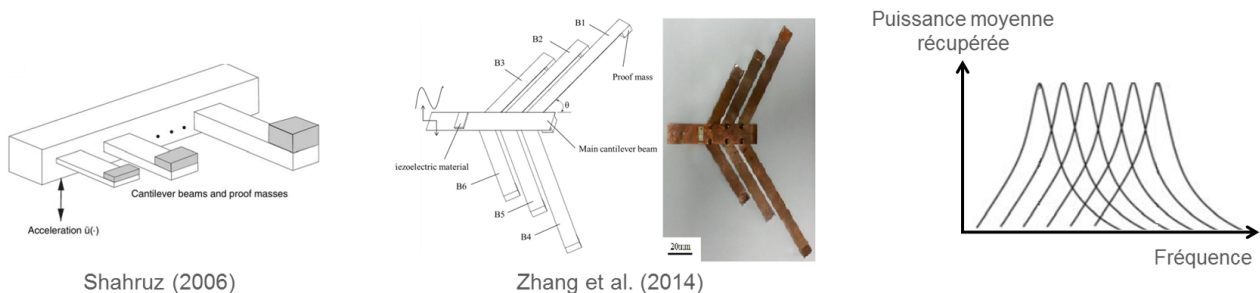 Cantilever beams and proof masses
Acceleration ü(·)
Shahruz (2006)
B1
B2
B3
Proof mass
θ
Main cantilever beam
iezoelectric material
B6
B5
B4
20mm
Zhang et al. (2014)
Puissance moyenne
récupérée
Fréquence